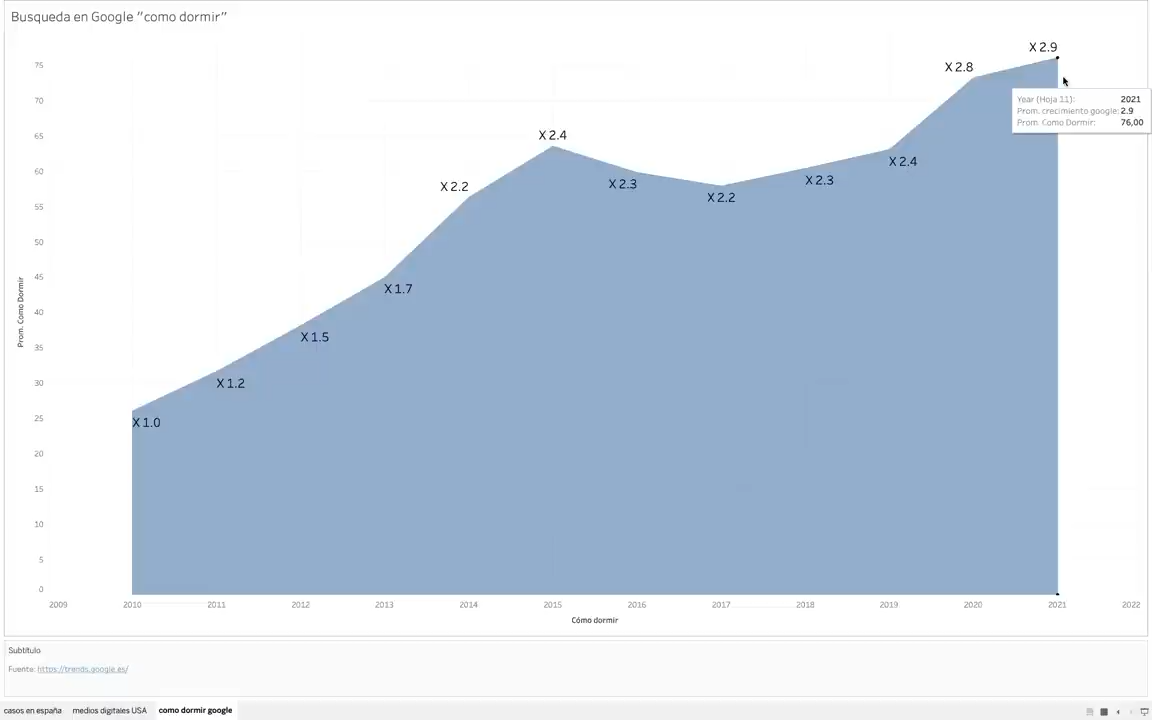 Busqueda en Google "como dormir"
X 2.9
X 2.8
75
Year (Hoja 11): 2021
Prom. crecimiento google: 2.9
Prom. Como Dormir: 76,00
70
65
X 2.4
60
X 2.4
X 2.2
X 2.3
X 2.3
X 2.2
55
50
45
X 1.7
40
X 1.5
35
30
X 1.2
25
X 1.0
20
15
10
5
0
Prom. Como Dormir
2009 2010 2011 2012 2013 2014 2015 2016 2017 2018 2019 2020 2021 2022
Cómo dormir
Subtítulo
Fuente: https://trends.google.es/
casos en españa medios digitales USA como dormir google